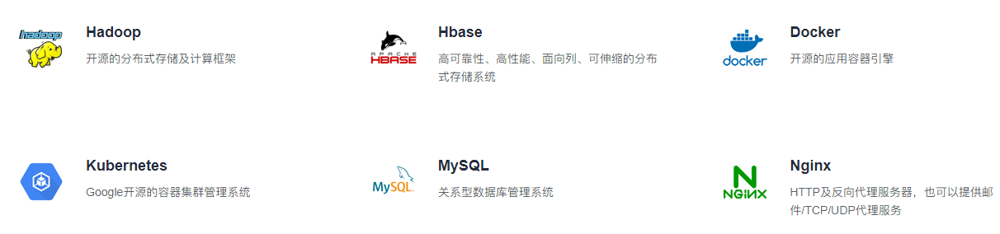 hadoop
Hadoop
开源的分布式存储及计算框架
APACHE
HBASE
Hbase
高可靠性、高性能、面向列、可伸缩的分布
式存储系统
docker
Docker
开源的应用容器引擎
Kubernetes
Google开源的容器集群管理系统
MySQL
MySQL
关系型数据库管理系统
NGINX
Nginx
HTTP及反向代理服务器，也可以提供邮
件/TCP/UDP代理服务